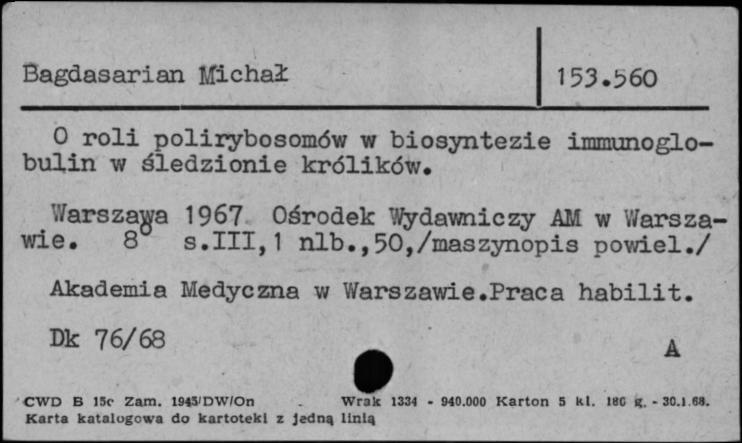 Bagdasarian Michał
153.560
O roli polirybosomów w biosyntezie immunoglo-
bulin w śledzionie królików.
Warszawa 1967. Ośrodek Wydawniczy AM w Warsza-
wie. 8° s.III,1 nlb.,50,/maszynopis powiel./
Akademia Medyczna w Warszawie.Praca habilit.
Dk 76/68
A
CWD B 15c Zam. 1945/DW/On Wrak 1334 - 940.000 Karton 5 kl. 180 g. - 30.1.68.
Karta katalogowa do kartoteki z jedną linią